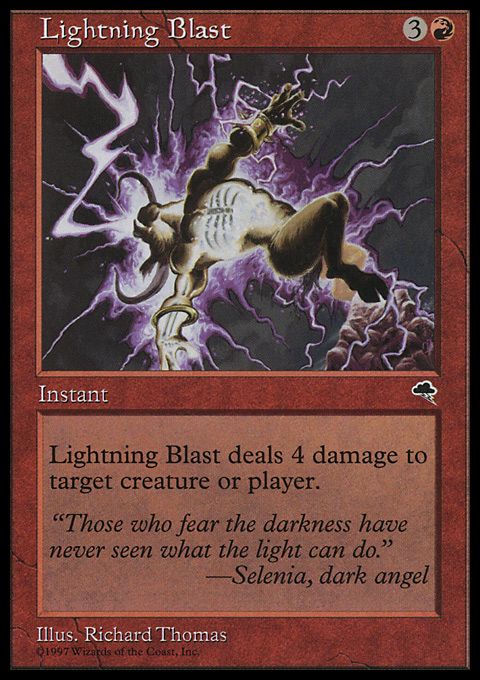 Lightning Blast 3
Instant
Lightning Blast deals 4 damage to
target creature or player.
“Those who fear the darkness have
never seen what the light can do.”
—Selenia, dark angel
Illus. Richard Thomas
©1997 Wizards of the Coast, Inc.